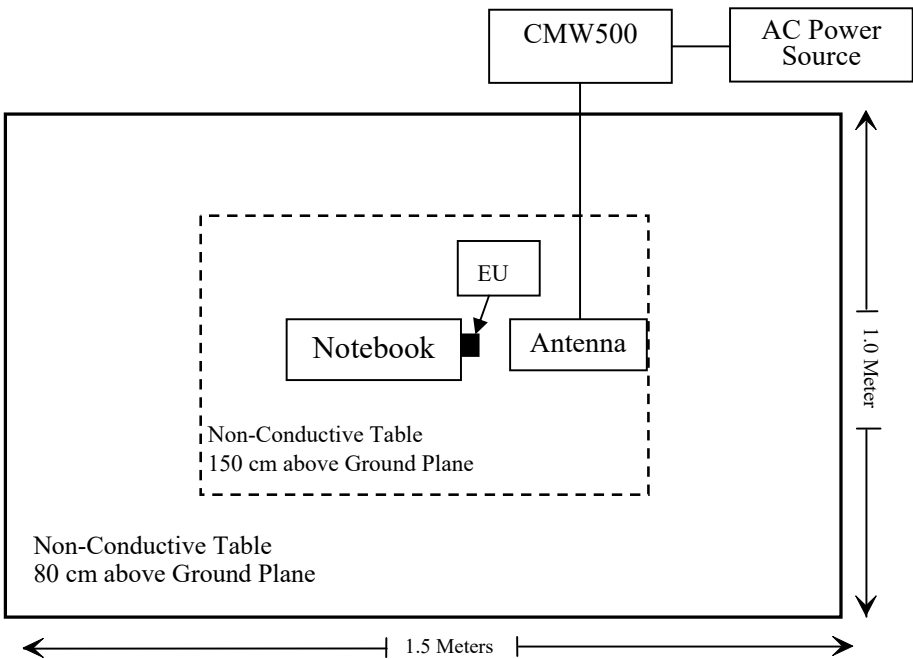 CMW500
AC Power
Source
EU
Notebook
Antenna
1.0 Meter
Non-Conductive Table
150 cm above Ground Plane
Non-Conductive Table
80 cm above Ground Plane
1.5 Meters